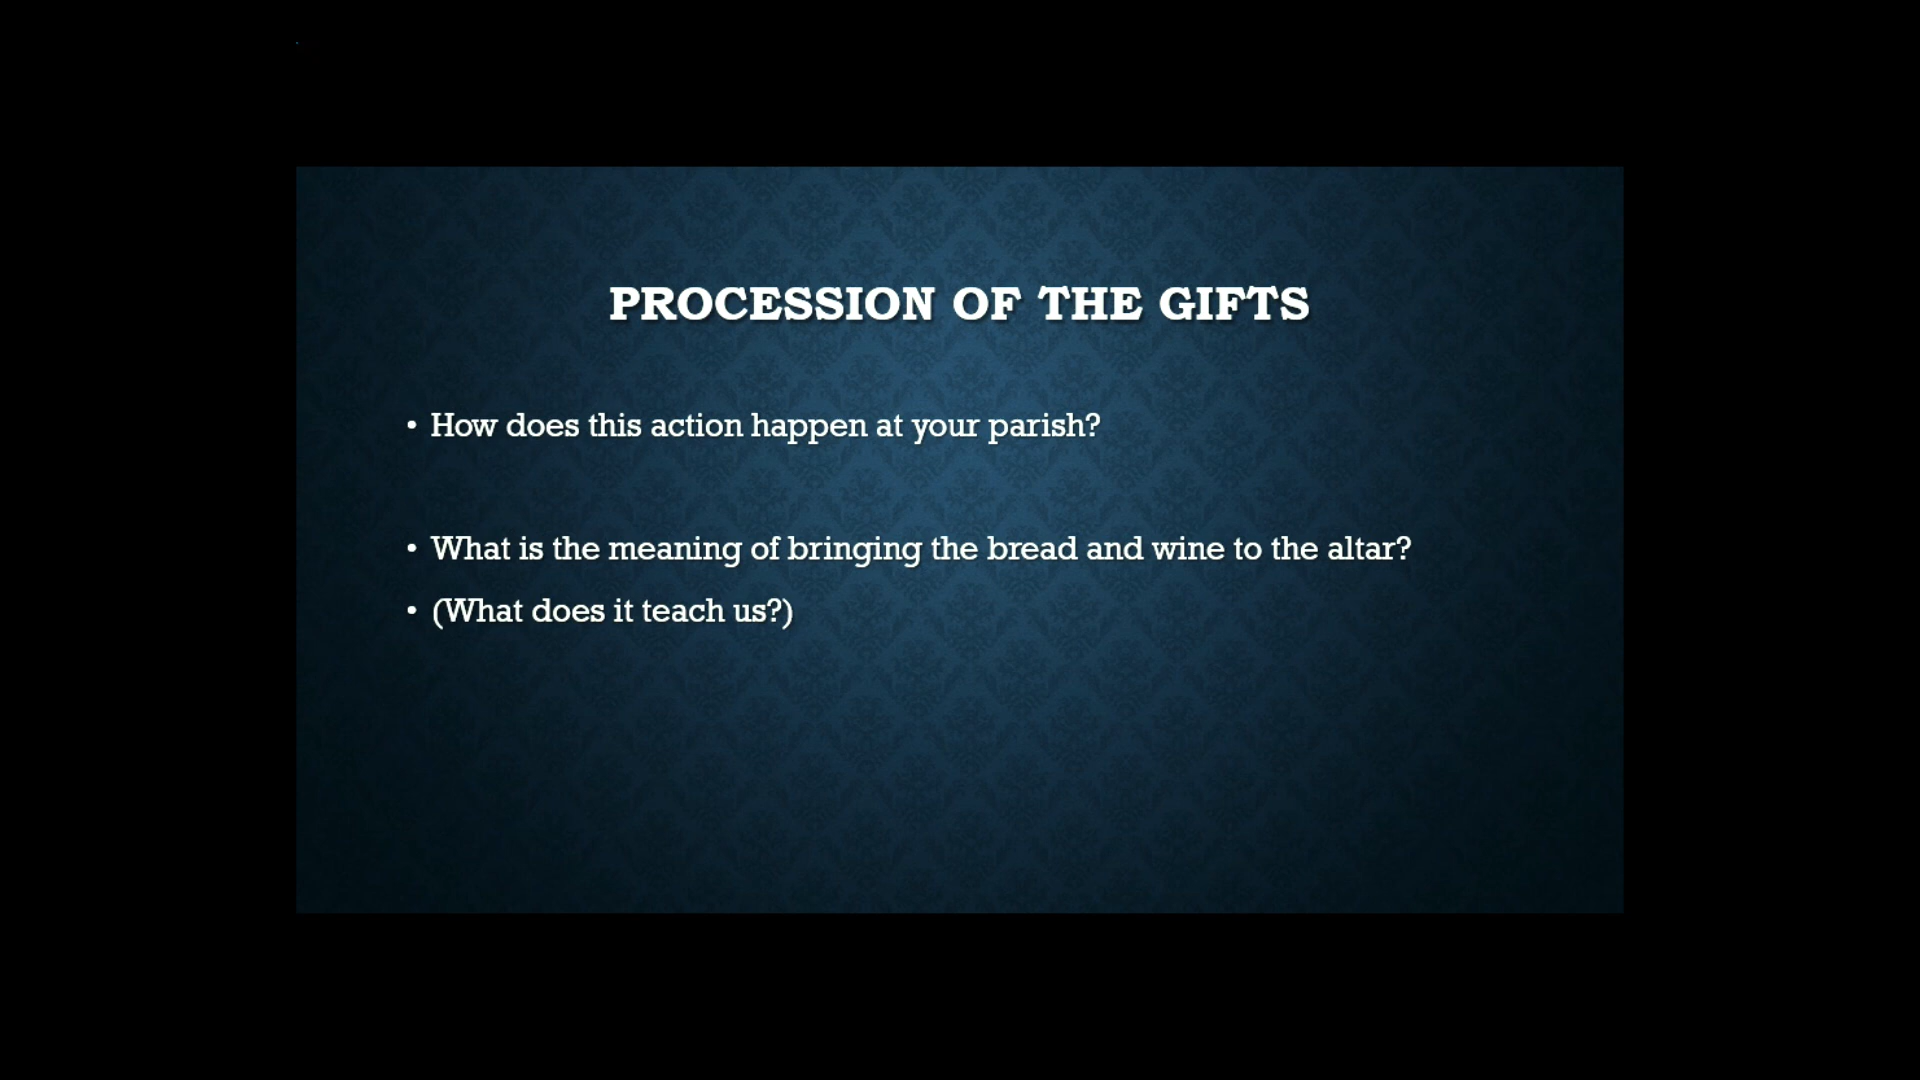 PROCESSION OF THE GIFTS
• How does this action happen at your parish?
• What is the meaning of bringing the bread and wine to the altar?
• (What does it teach us?)